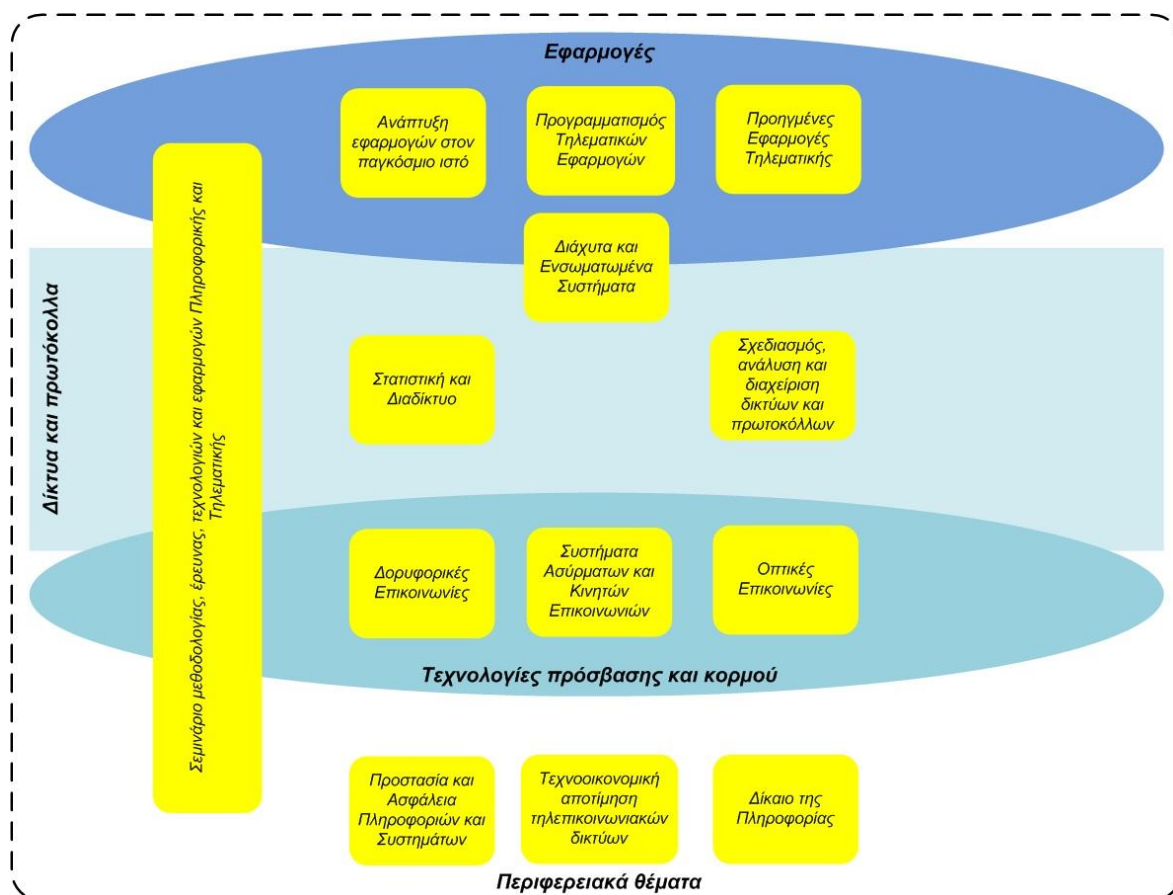 Εφαρμογές
Ανάπτυξη
εφαρμογών στον
παγκόσμιο ιστό
Προγραμματισμός
Τηλεματικών
Εφαρμογών
Προηγμένες
Εφαρμογές
Τηλεματικής
Διάχυτα και
Ενσωματωμένα
Συστήματα
Δίκτυα και πρωτόκολλα
Σεμινάριο μεθοδολογίας, έρευνας, τεχνολογιών και εφαρμογών Πληροφορικής και
Τηλεματικής
Στατιστική και
Διαδίκτυο
Σχεδιασμός,
ανάλυση και
διαχείριση
δικτύων και
πρωτοκόλλων
Δορυφορικές
Επικοινωνίες
Συστήματα
Ασύρματων και
Κινητών
Επικοινωνιών
Οπτικές
Επικοινωνίες
Τεχνολογίες πρόσβασης και κορμού
Προστασία και
Ασφάλεια
Πληροφοριών και
Συστημάτων
Τεχνοοικονομική
αποτίμηση
τηλεπικοινωνιακών
δικτύων
Δίκαιο της
Πληροφορίας
Περιφερειακά θέματα